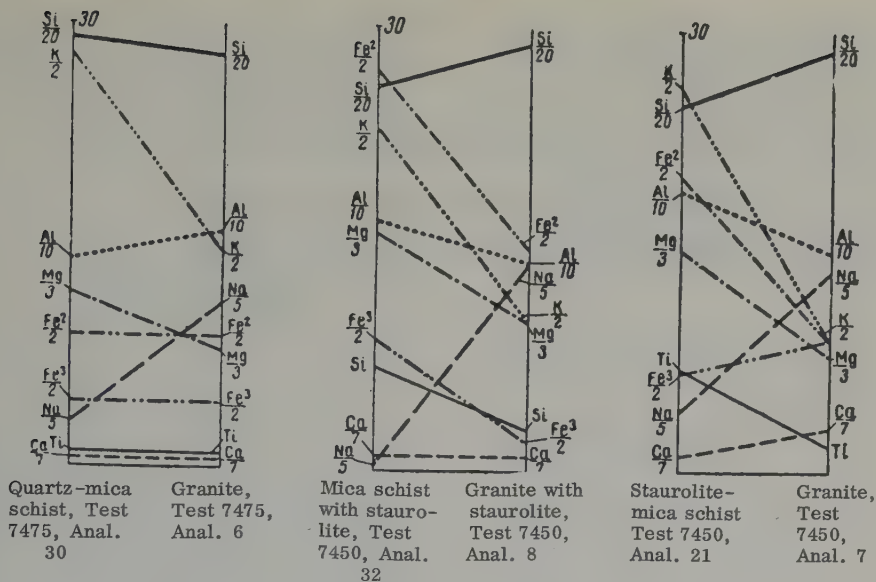 Si/20
30
K/2
Al/10
Mg/3
Fe²/2
Fe³/2
Na/5
Ti
Ca/7
Si/20
Al/10
K/2
Na/5
Fe²/2
Mg/3
Fe³/2
Ti
Ca/7
Quartz-mica
schist, Test
7475, Anal.
30
Granite,
Test 7475,
Anal. 6
30
Fe²/2
Si/20
K/2
Al/10
Mg/3
Fe³/2
Si
Ca/7
Na/5
Si/20
Fe²/2
Al/10
Na/5
K/2
Mg/3
Si
Fe³/2
Ca/7
Mica schist
with stauro-
lite, Test
7450, Anal.
32
Granite with
staurolite,
Test 7450,
Anal. 8
30
K/2
Si/20
Fe²/2
Al/10
Mg/3
Ti
Fe³/2
Na/5
Ca/7
Si/20
Al/10
Na/5
K/2
Mg/3
Ca/7
Ti
Staurolite-
mica schist
Test 7450,
Anal. 21
Granite,
Test
7450,
Anal. 7